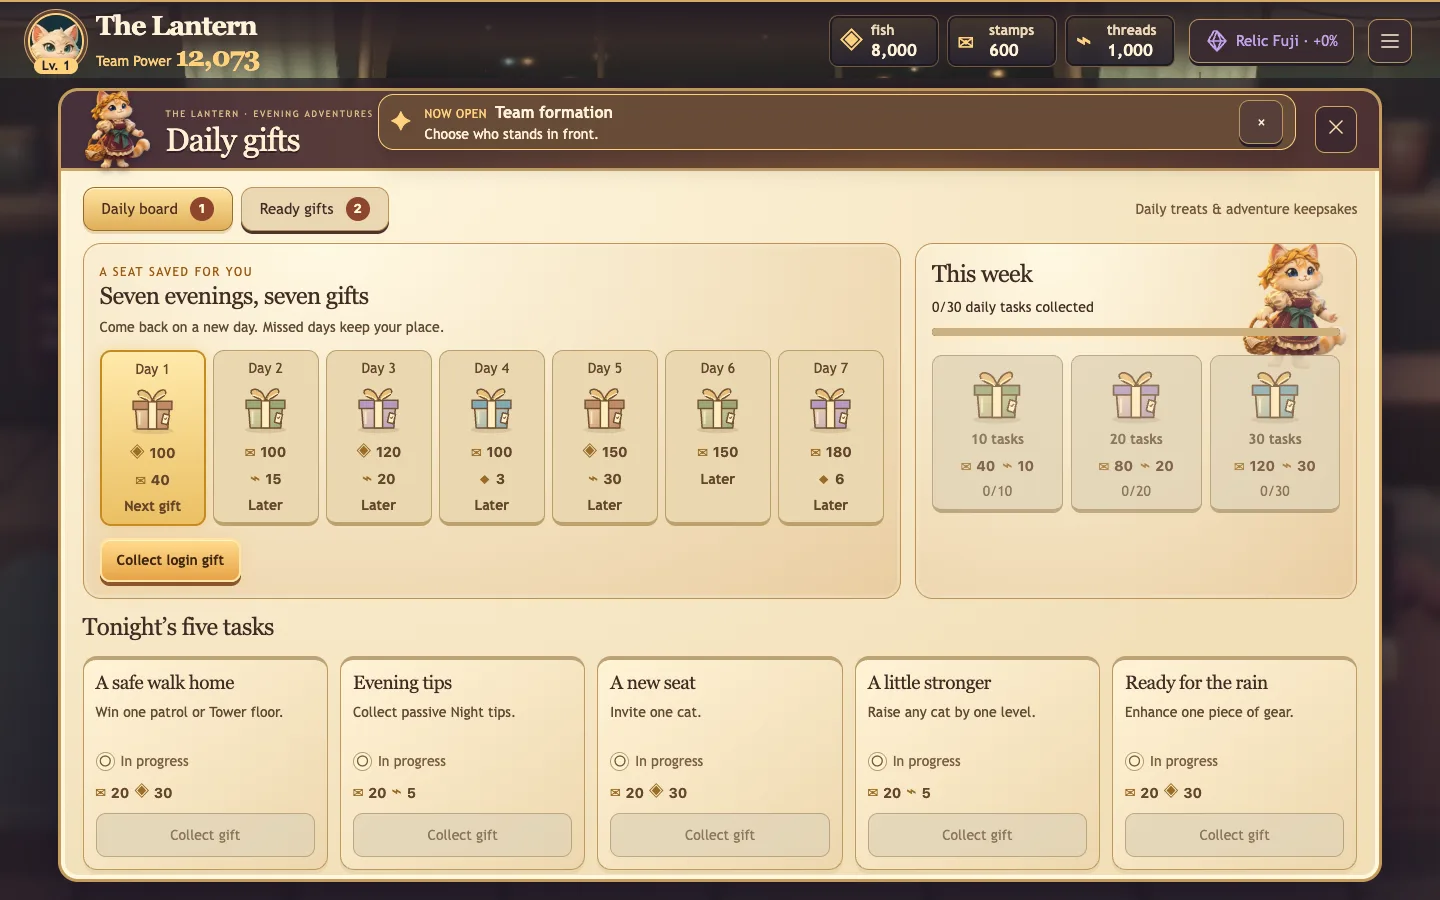 The Lantern
Team Power 12,073
Lv. 1
fish
8,000
stamps
600
threads
1,000
Relic Fuji · +0%
THE LANTERN · EVENING ADVENTURES
Daily gifts
NOW OPEN Team formation
Choose who stands in front.
×
Daily board 1
Ready gifts 2
Daily treats & adventure keepsakes
A SEAT SAVED FOR YOU
Seven evenings, seven gifts
Come back on a new day. Missed days keep your place.
Day 1
100
40
Next gift
Day 2
100
15
Later
Day 3
120
20
Later
Day 4
100
3
Later
Day 5
150
30
Later
Day 6
150
Later
Day 7
180
6
Later
Collect login gift
This week
0/30 daily tasks collected
10 tasks
40 10
0/10
20 tasks
80 20
0/20
30 tasks
120 30
0/30
Tonight's five tasks
A safe walk home
Win one patrol or Tower floor.
In progress
20 30
Collect gift
Evening tips
Collect passive Night tips.
In progress
20 5
Collect gift
A new seat
Invite one cat.
In progress
20 30
Collect gift
A little stronger
Raise any cat by one level.
In progress
20 5
Collect gift
Ready for the rain
Enhance one piece of gear.
In progress
20 30
Collect gift